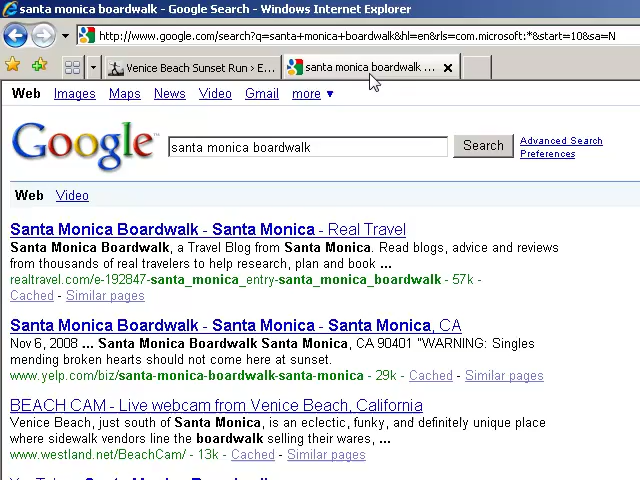 santa monica boardwalk - Google Search - Windows Internet Explorer
http://www.google.com/search?q=santa+monica+boardwalk&hl=en&rls=com.microsoft:*&start=10&sa=N
Venice Beach Sunset Run › E...
santa monica boardwalk ...
Web Images Maps News Video Gmail more ▼
Google
santa monica boardwalk
Search
Advanced Search
Preferences
Web Video
Santa Monica Boardwalk - Santa Monica - Real Travel
Santa Monica Boardwalk, a Travel Blog from Santa Monica. Read blogs, advice and reviews
from thousands of real travelers to help research, plan and book ...
realtravel.com/e-192847-santa_monica_entry-santa_monica_boardwalk - 57k -
Cached - Similar pages
Santa Monica Boardwalk - Santa Monica - Santa Monica, CA
Nov 6, 2008 ... Santa Monica Boardwalk Santa Monica, CA 90401 "WARNING: Singles
mending broken hearts should not come here at sunset.
www.yelp.com/biz/santa-monica-boardwalk-santa-monica - 29k - Cached - Similar pages
BEACH CAM - Live webcam from Venice Beach, California
Venice Beach, just south of Santa Monica, is an eclectic, funky, and definitely unique place
where sidewalk vendors line the boardwalk selling their wares, ...
www.westland.net/BeachCam/ - 13k - Cached - Similar pages